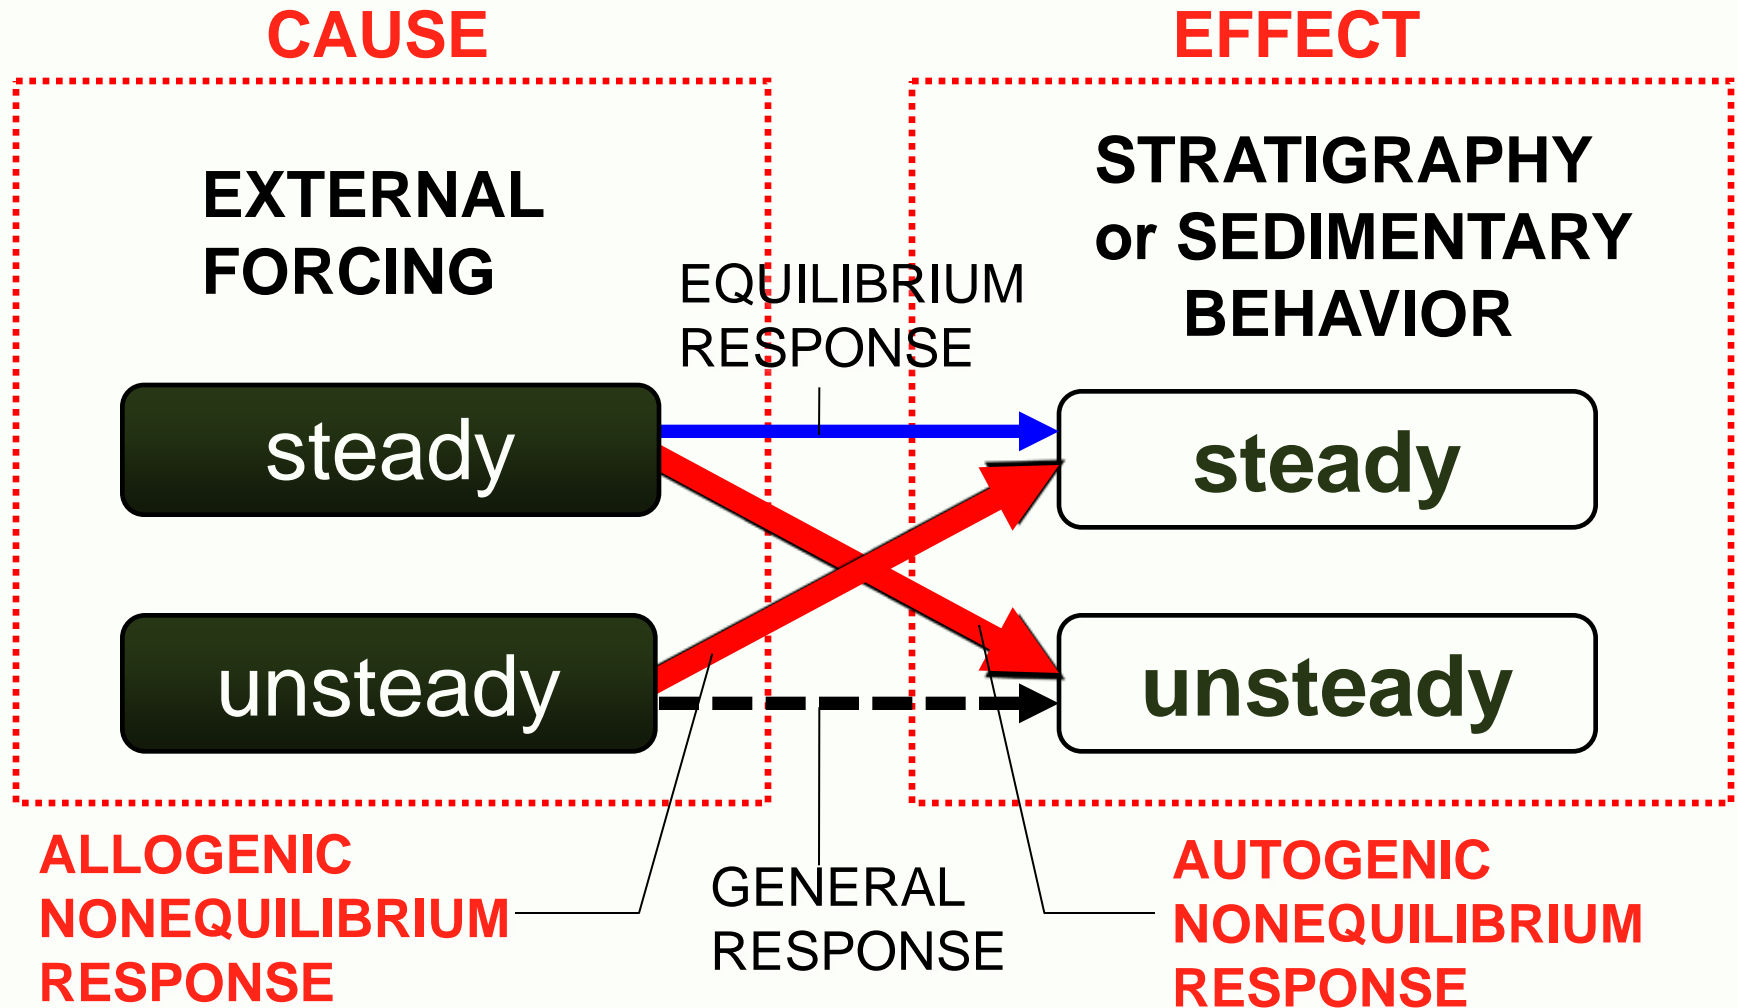 CAUSE
EFFECT
EXTERNAL
FORCING
STRATIGRAPHY
or SEDIMENTARY
BEHAVIOR
EQUILIBRIUM
RESPONSE
steady
steady
unsteady
unsteady
ALLOGENIC
NONEQUILIBRIUM
RESPONSE
GENERAL
RESPONSE
AUTOGENIC
NONEQUILIBRIUM
RESPONSE